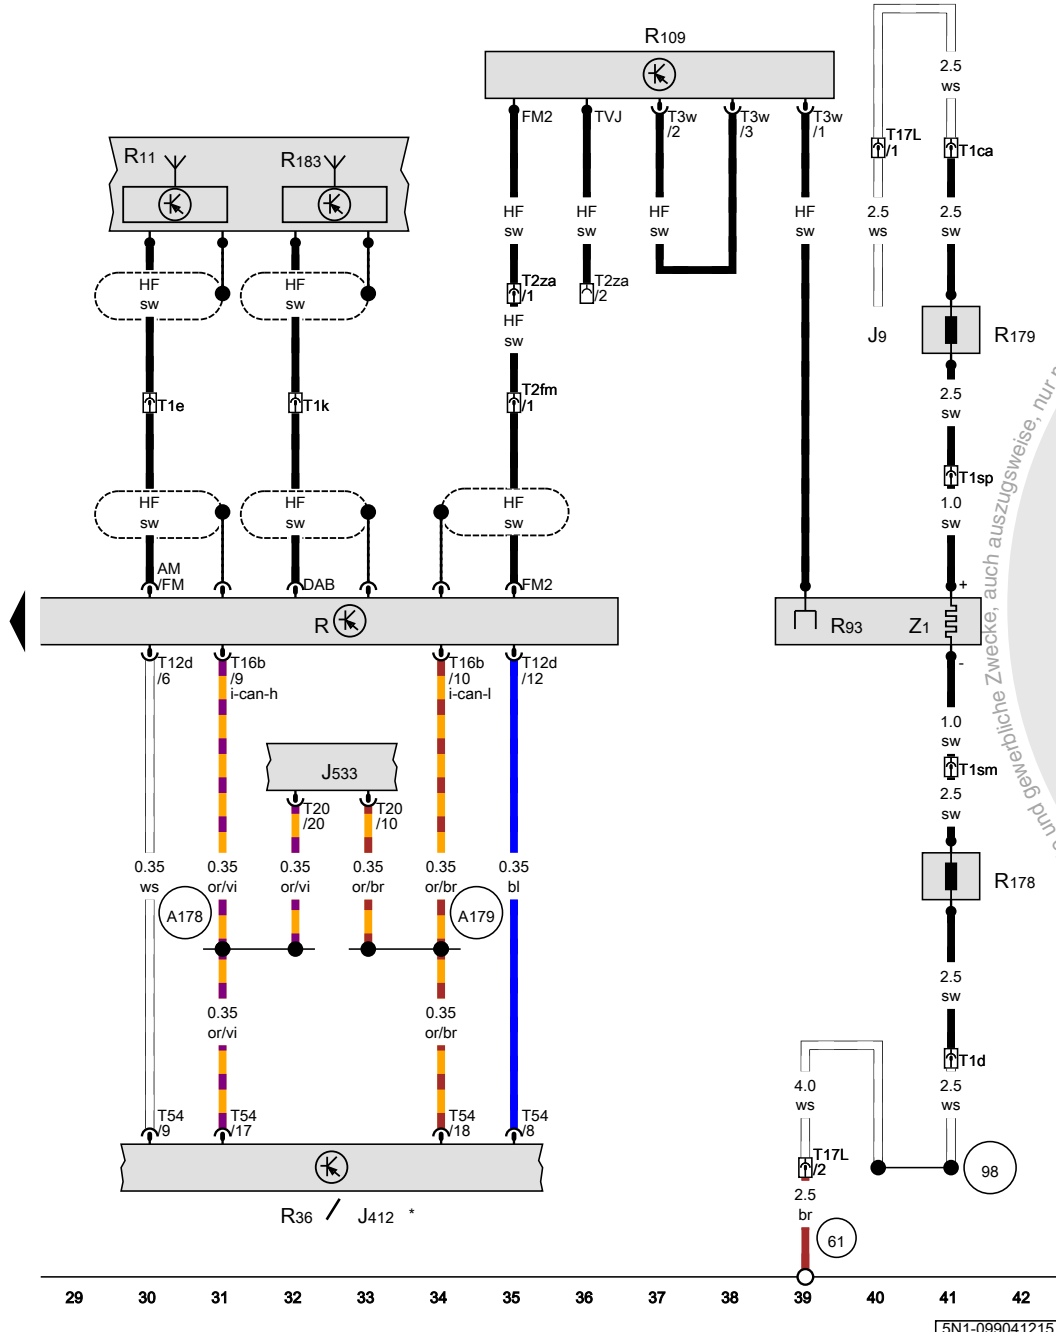 R109
2.5
ws
FM2
TVJ
T3w
/2
T3w
/3
T3w
/1
T17L
/1
T1ca
R11
R183
HF
sw
HF
sw
HF
sw
HF
sw
2.5
ws
2.5
sw
HF
sw
HF
sw
T2za
/1
T2za
/2
HF
sw
J9
R179
T1e
T1k
T2fm
/1
2.5
sw
T1sp
HF
sw
HF
sw
HF
sw
1.0
sw
AM
/FM
DAB
FM2
+
R
R93
Z1
-
T12d
/6
T16b
/9
i-can-h
T16b
/10
i-can-l
T12d
/12
1.0
sw
T1sm
J533
T20
/20
T20
/10
2.5
sw
0.35
ws
0.35
or/vi
0.35
or/vi
0.35
or/br
0.35
or/br
0.35
bl
R178
A178
A179
2.5
sw
0.35
or/vi
0.35
or/br
T1d
4.0
ws
2.5
ws
T54
/9
T54
/17
T54
/18
T54
/8
T17L
/2
98
2.5
br
61
R36 / J412 *
29 30 31 32 33 34 35 36 37 38 39 40 41 42
5N1-099041215
und gewerbliche Zwecke, auch auszugsweise, nur